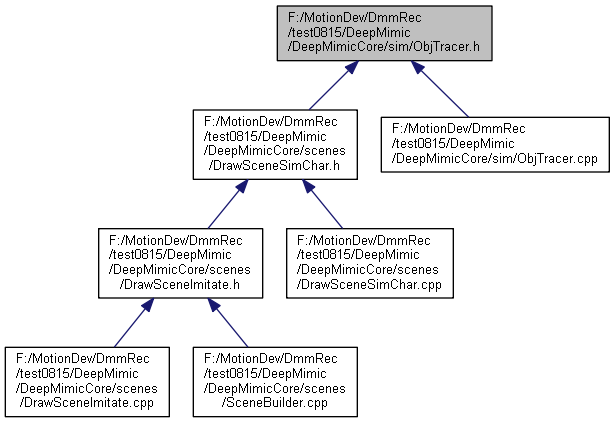 F:/MotionDev/DmmRec
/test0815/DeepMimic
/DeepMimicCore/sim/ObjTracer.h
F:/MotionDev/DmmRec
/test0815/DeepMimic
/DeepMimicCore/scenes
/DrawSceneSimChar.h
F:/MotionDev/DmmRec
/test0815/DeepMimic
/DeepMimicCore/sim/ObjTracer.cpp
F:/MotionDev/DmmRec
/test0815/DeepMimic
/DeepMimicCore/scenes
/DrawSceneImitate.h
F:/MotionDev/DmmRec
/test0815/DeepMimic
/DeepMimicCore/scenes
/DrawSceneSimChar.cpp
F:/MotionDev/DmmRec
/test0815/DeepMimic
/DeepMimicCore/scenes
/DrawSceneImitate.cpp
F:/MotionDev/DmmRec
/test0815/DeepMimic
/DeepMimicCore/scenes
/SceneBuilder.cpp